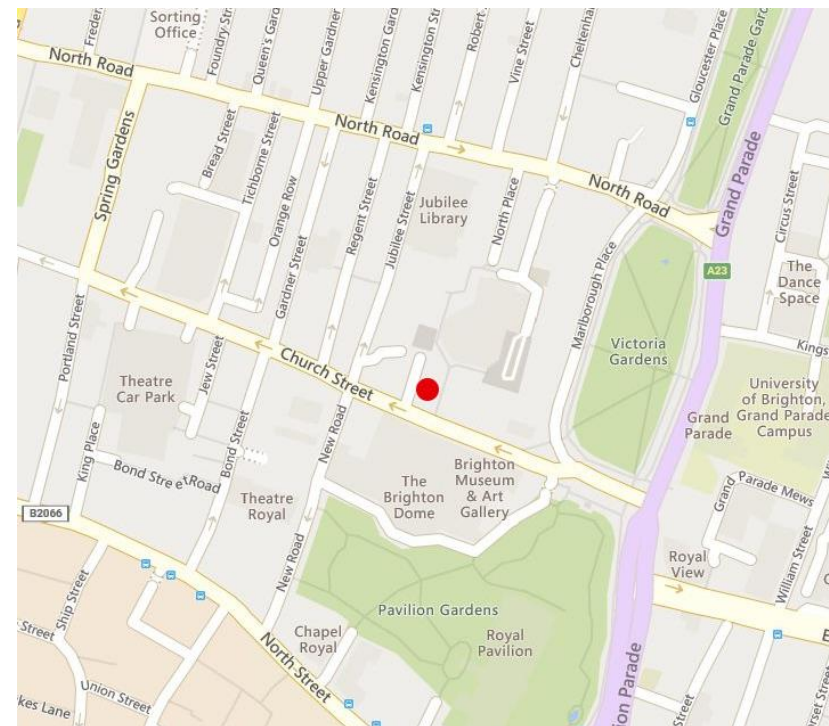 Sorting
Office
Foundry Str
Queen's Gard
Upper Gardner
Kensington Gard
Kensington Str
Robert
Vine Street
Cheltenham
Gloucester Place
Grand Parade Gard
North Road
North Road
North Road
Spring Gardens
Bread Street
Tichborne Street
Orange Row
Gardner Street
Regent Street
Jubilee Street
Jubilee
Library
North Place
Marlborough Place
Grand Parade
A23
Circus Street
The
Dance
Space
Kings
Victoria
Gardens
University
of Brighton,
Grand Parade
Campus
Grand
Parade
Portland Street
Theatre
Car Park
Jew Street
Church Street
King Place
Bond Street
Bond Street Road
New Road
Theatre
Royal
The
Brighton
Dome
Brighton
Museum
& Art
Gallery
Grand Parade Mews
William Street
Royal
View
B2066
Ship Street
New Road
Pavilion Gardens
Chapel
Royal
Royal
Pavilion
North Street
Street
Union Street
kes Lane
on Parade